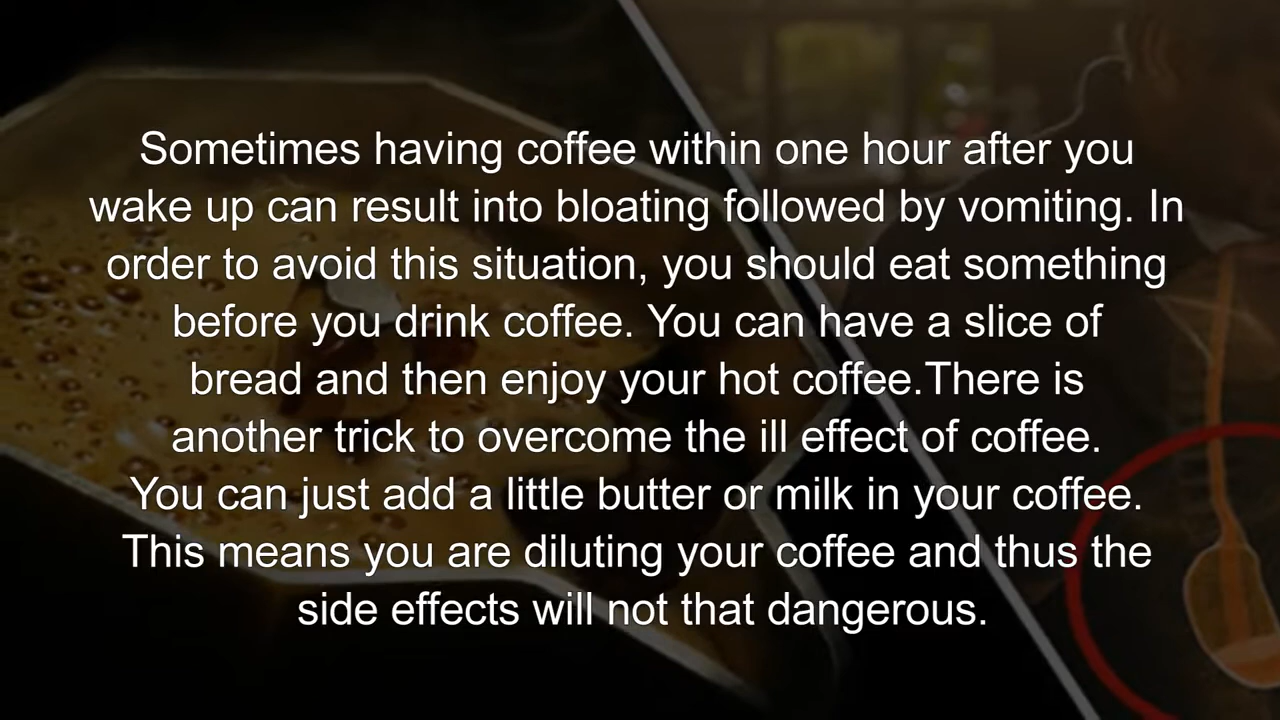 Sometimes having coffee within one hour after you
wake up can result into bloating followed by vomiting. In
order to avoid this situation, you should eat something
before you drink coffee. You can have a slice of
bread and then enjoy your hot coffee.There is
another trick to overcome the ill effect of coffee.
You can just add a little butter or milk in your coffee.
This means you are diluting your coffee and thus the
side effects will not that dangerous.